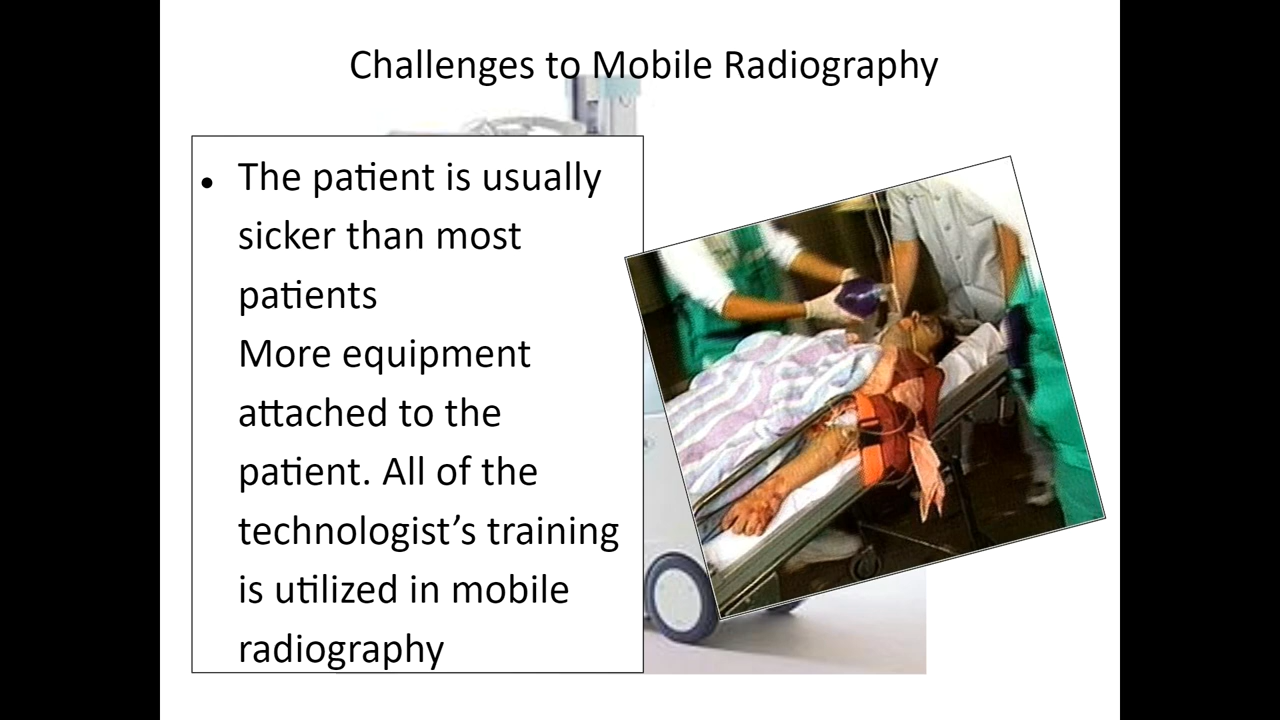 Challenges to Mobile Radiography
• The patient is usually
sicker than most
patients
More equipment
attached to the
patient. All of the
technologist’s training
is utilized in mobile
radiography